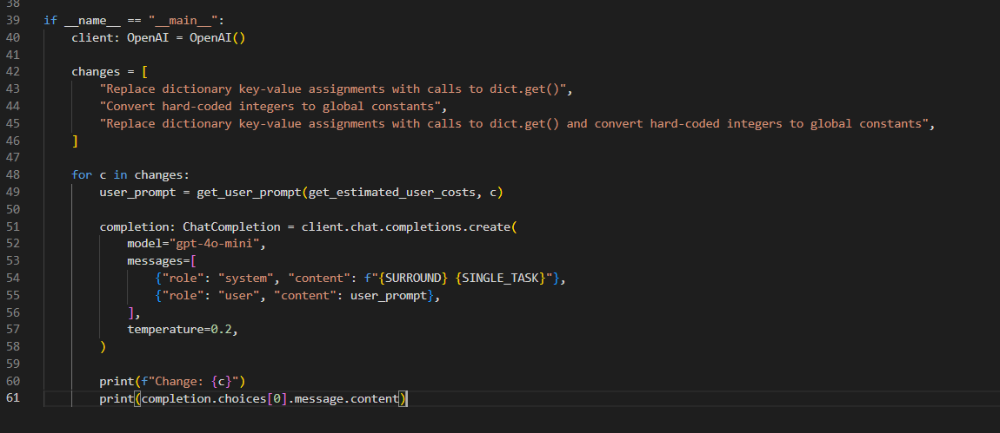 38
39 if __name__ == "__main__":
40     client: OpenAI = OpenAI()
41
42     changes = [
43         "Replace dictionary key-value assignments with calls to dict.get()",
44         "Convert hard-coded integers to global constants",
45         "Replace dictionary key-value assignments with calls to dict.get() and convert hard-coded integers to global constants",
46     ]
47
48     for c in changes:
49         user_prompt = get_user_prompt(get_estimated_user_costs, c)
50
51         completion: ChatCompletion = client.chat.completions.create(
52             model="gpt-4o-mini",
53             messages=[
54                 {"role": "system", "content": f"{SURROUND} {SINGLE_TASK}"},
55                 {"role": "user", "content": user_prompt},
56             ],
57             temperature=0.2,
58         )
59
60         print(f"Change: {c}")
61         print(completion.choices[0].message.content)